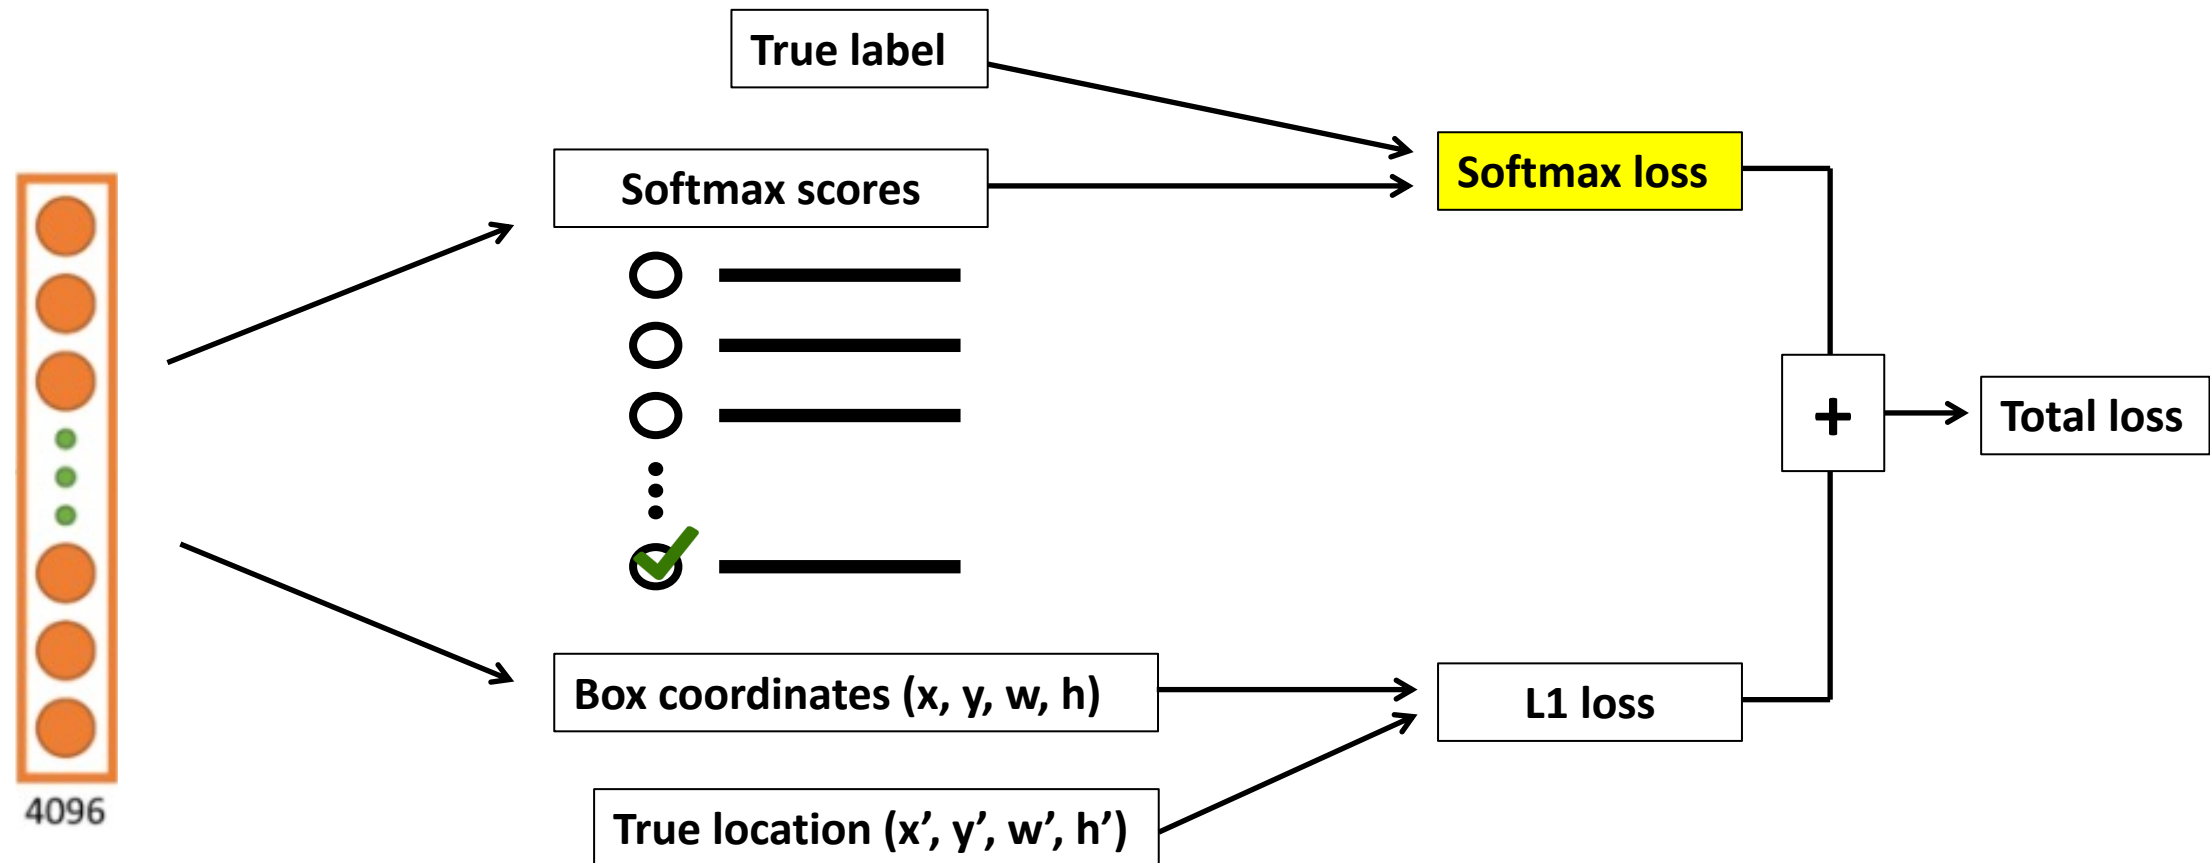 True label
Softmax scores
Softmax loss
+
Total loss
Box coordinates (x, y, w, h)
L1 loss
True location (x’, y’, w’, h’)
4096